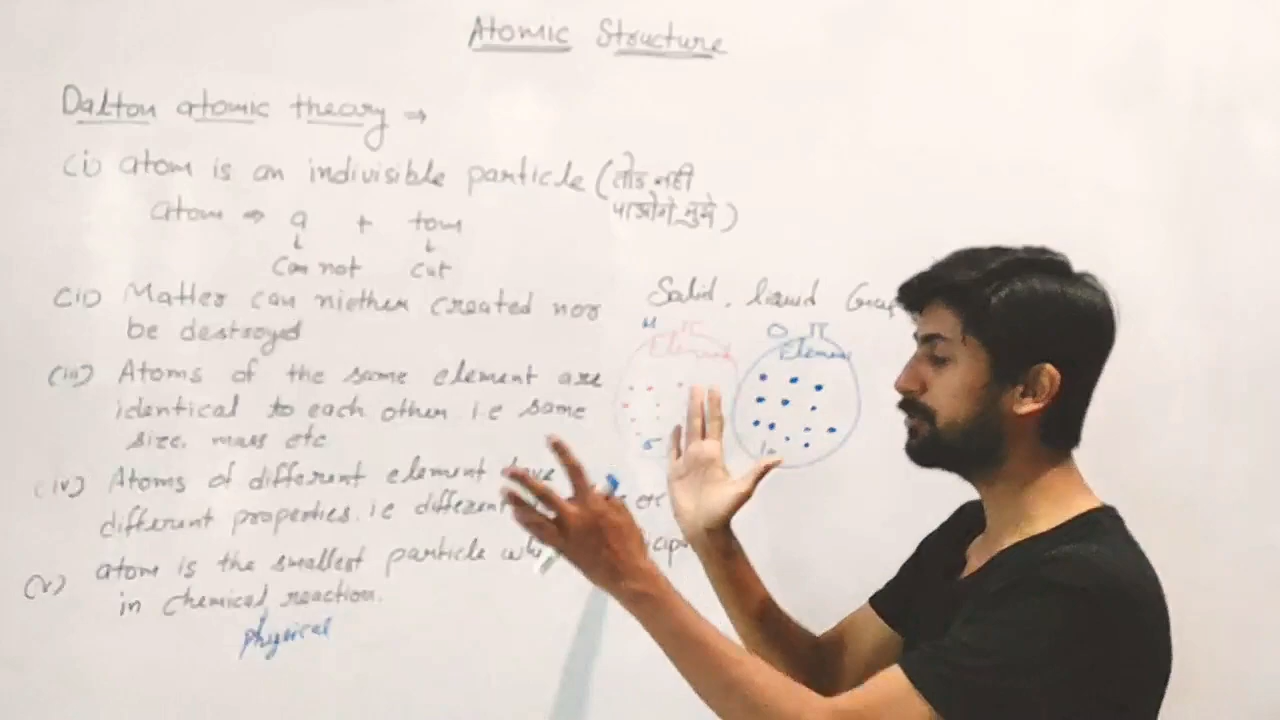 Atomic Structure
Dalton atomic theory →
(i) atom is an indivisible particle (तोड नही
पाओगे मुझे)
atom → a + tom
can not cut
(ii) Matter can niether created nor
be destroyed
Solid, liquid
(iii) Atoms of the same element are
identical to each other i.e same
size, mass etc
H II
Element
O II
Element
(iv) Atoms of different element have
different properties. i.e different etc
(v) atom is the smallest particle
in chemical reaction.
physical